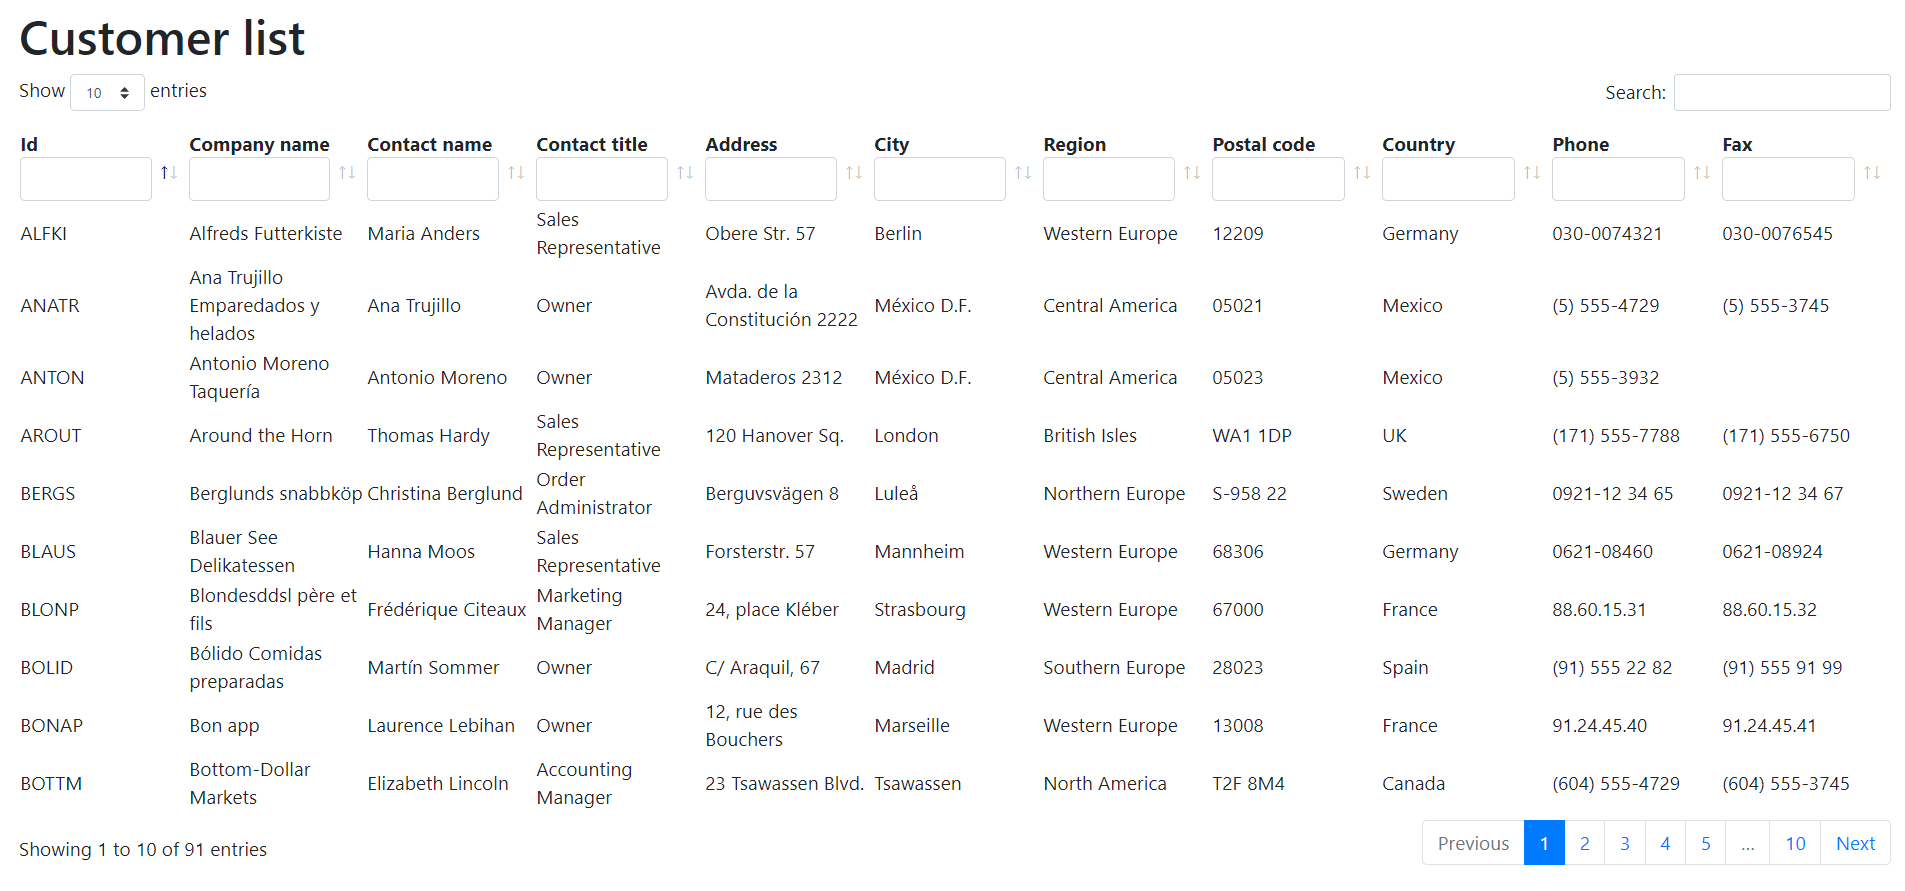 Customer list
Show 10 entries
Search:
Id Company name Contact name Contact title Address City Region Postal code Country Phone Fax
ALFKI Alfreds Futterkiste Maria Anders Sales Representative Obere Str. 57 Berlin Western Europe 12209 Germany 030-0074321 030-0076545
ANATR Ana Trujillo Emparedados y helados Ana Trujillo Owner Avda. de la Constitución 2222 México D.F. Central America 05021 Mexico (5) 555-4729 (5) 555-3745
ANTON Antonio Moreno Taquería Antonio Moreno Owner Mataderos 2312 México D.F. Central America 05023 Mexico (5) 555-3932
AROUT Around the Horn Thomas Hardy Sales Representative 120 Hanover Sq. London British Isles WA1 1DP UK (171) 555-7788 (171) 555-6750
BERGS Berglunds snabbköp Christina Berglund Order Administrator Berguvsvägen 8 Luleå Northern Europe S-958 22 Sweden 0921-12 34 65 0921-12 34 67
BLAUS Blauer See Delikatessen Hanna Moos Sales Representative Forsterstr. 57 Mannheim Western Europe 68306 Germany 0621-08460 0621-08924
BLONP Blondesddsl père et fils Frédérique Citeaux Marketing Manager 24, place Kléber Strasbourg Western Europe 67000 France 88.60.15.31 88.60.15.32
BOLID Bólido Comidas preparadas Martín Sommer Owner C/ Araquil, 67 Madrid Southern Europe 28023 Spain (91) 555 22 82 (91) 555 91 99
BONAP Bon app Laurence Lebihan Owner 12, rue des Bouchers Marseille Western Europe 13008 France 91.24.45.40 91.24.45.41
BOTTM Bottom-Dollar Markets Elizabeth Lincoln Accounting Manager 23 Tsawassen Blvd. Tsawassen North America T2F 8M4 Canada (604) 555-4729 (604) 555-3745
Showing 1 to 10 of 91 entries
Previous 1 2 3 4 5 ... 10 Next